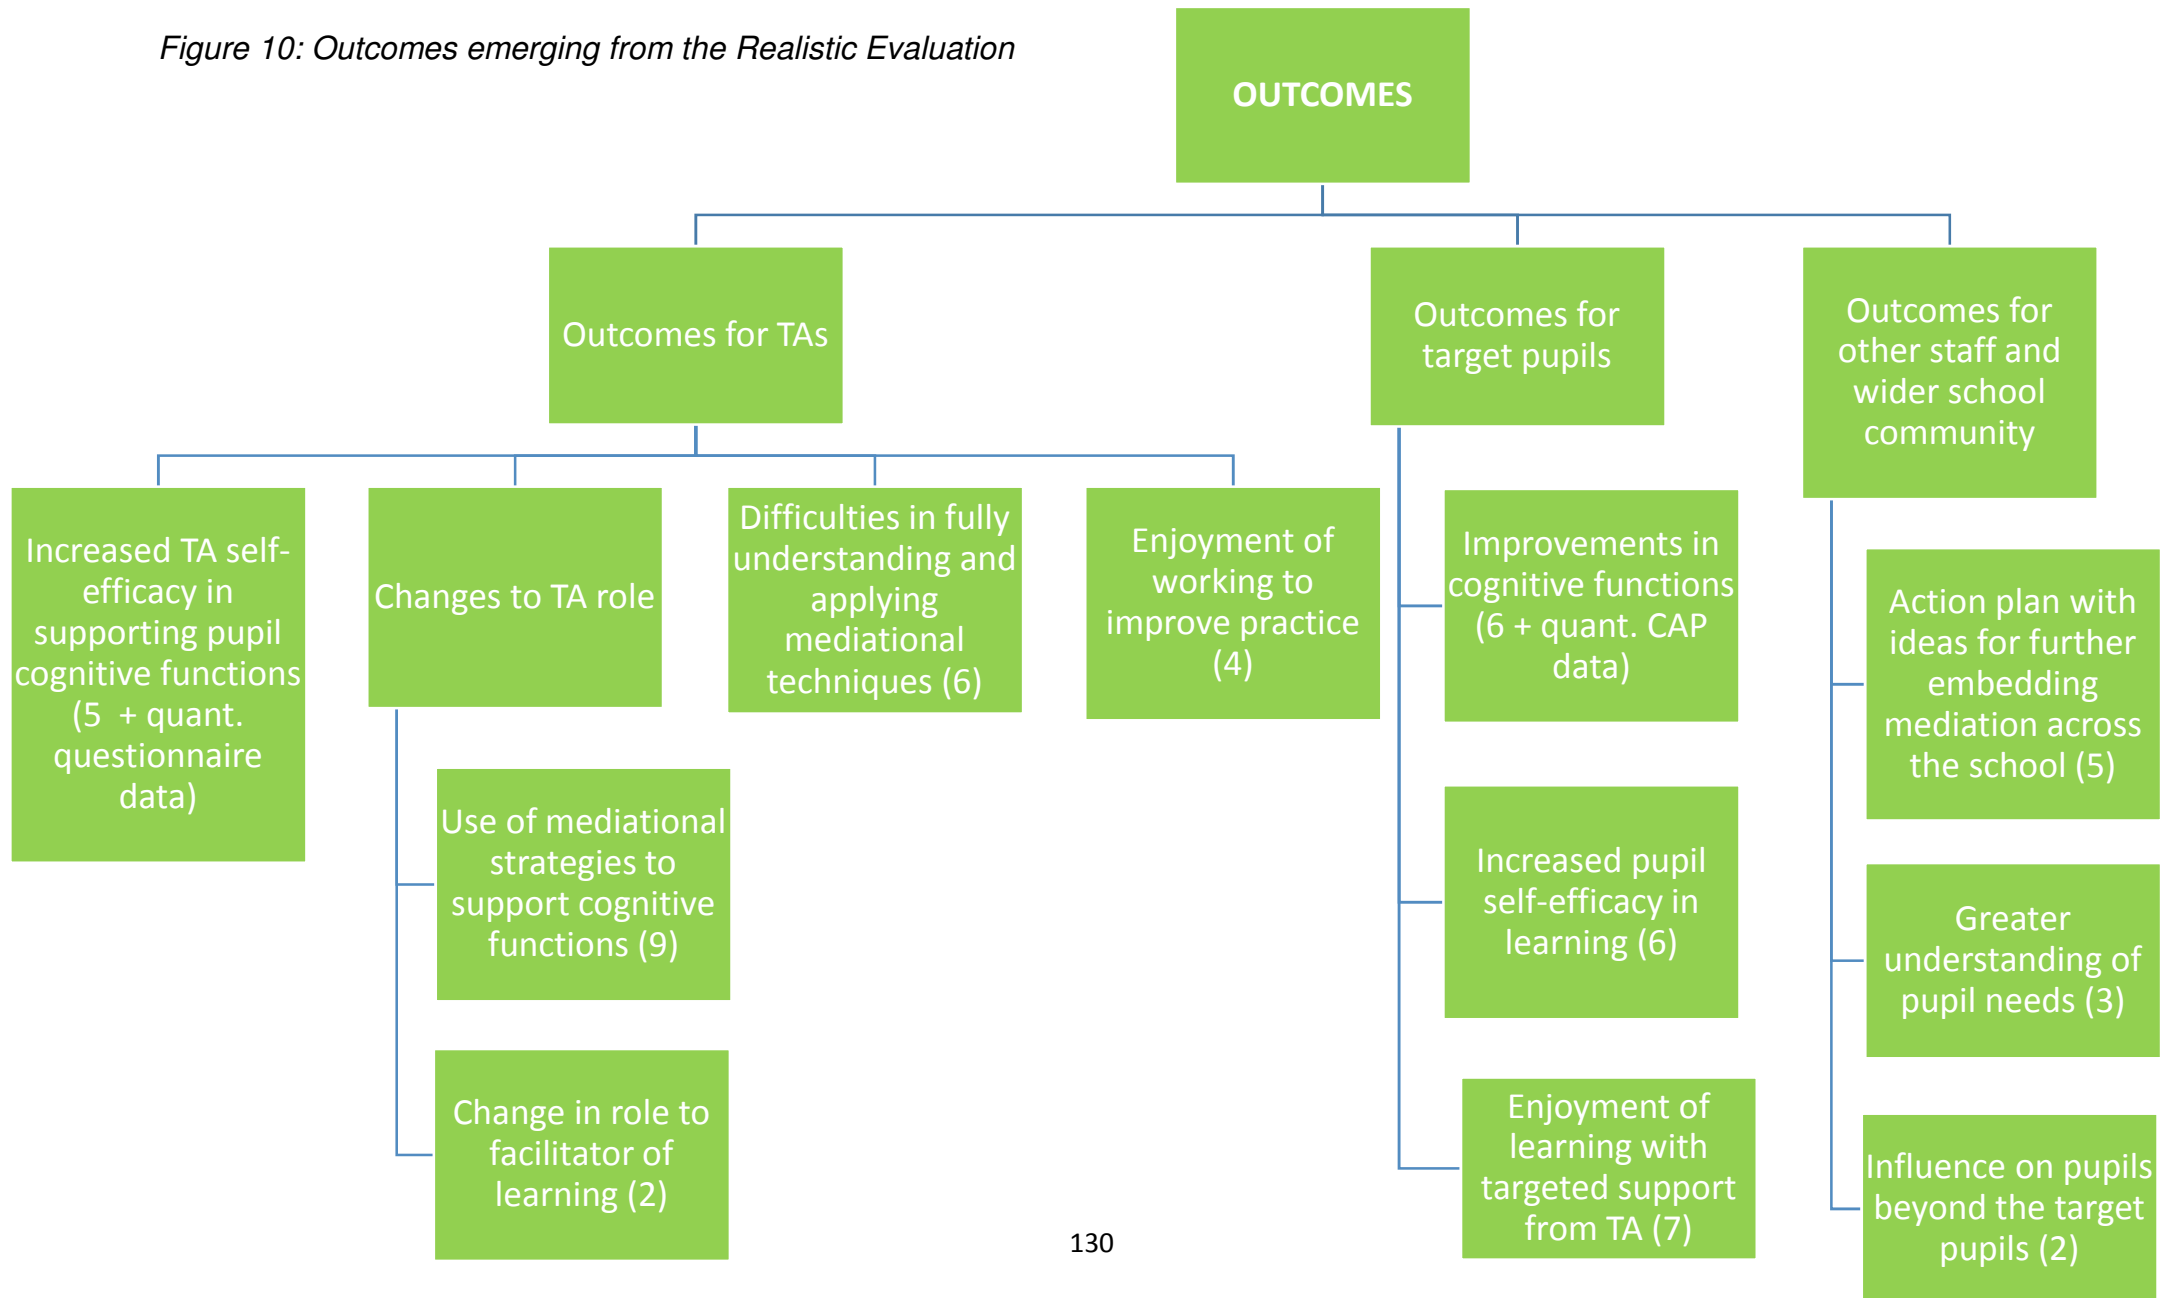 Figure 10: Outcomes emerging from the Realistic Evaluation
OUTCOMES
Outcomes for TAs
Outcomes for
target pupils
Outcomes for
other staff and
wider school
community
Increased TA self-
efficacy in
supporting pupil
cognitive functions
(5 + quant.
questionnaire
data)
Changes to TA role
Use of mediational
strategies to
support cognitive
functions (9)
Change in role to
facilitator of
learning (2)
Difficulties in fully
understanding and
applying
mediational
techniques (6)
Enjoyment of
working to
improve practice
(4)
Improvements in
cognitive functions
(6 + quant. CAP
data)
Increased pupil
self-efficacy in
learning (6)
Enjoyment of
learning with
targeted support
from TA (7)
Action plan with
ideas for further
embedding
mediation across
the school (5)
Greater
understanding of
pupil needs (3)
Influence on pupils
beyond the target
pupils (2)
130